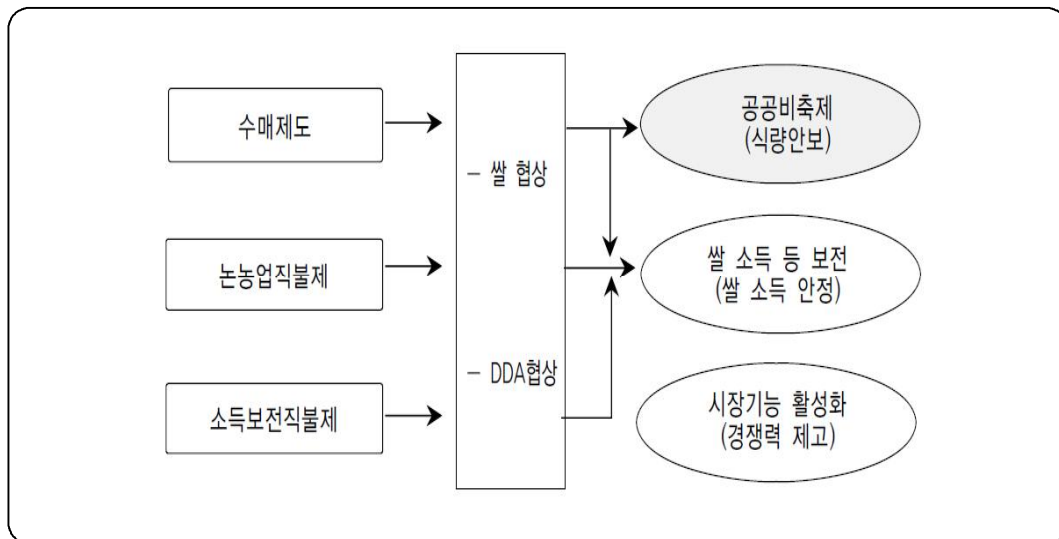 수매제도
논농업직불제
소득보전직불제
– 쌀 협상
– DDA협상
공공비축제
(식량안보)
쌀 소득 등 보전
(쌀 소득 안정)
시장기능 활성화
(경쟁력 제고)